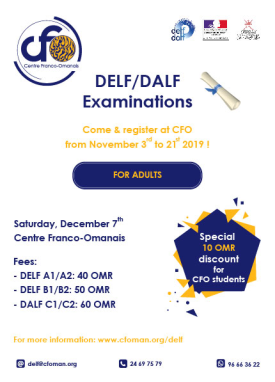 cfo
Centre Franco-Omanais
delf
dalf
DELF/DALF
Examinations
Come & register at CFO
from November 3rd to 21st 2019 !
FOR ADULTS
Saturday, December 7th
Centre Franco-Omanais
Fees:
- DELF A1/A2: 40 OMR
- DELF B1/B2: 50 OMR
- DALF C1/C2: 60 OMR
Special
10 OMR
discount
for
CFO students
For more information: www.cfoman.org/delf
delf@cfoman.org
24 69 75 79
96 66 36 22